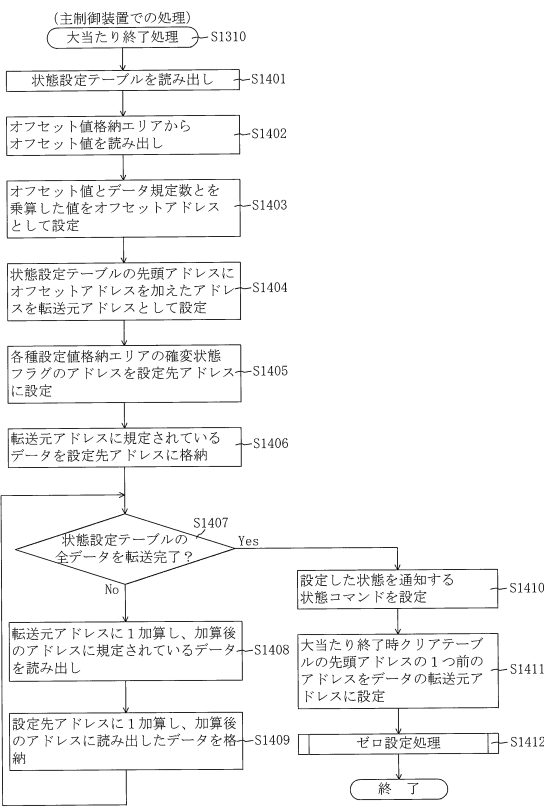 (主制御装置での処理)
大当たり終了処理
S1310
状態設定テーブルを読み出し
S1401
オフセット値格納エリアから
オフセット値を読み出し
S1402
オフセット値とデータ規定数とを
乗算した値をオフセットアドレス
として設定
S1403
状態設定テーブルの先頭アドレスに
オフセットアドレスを加えたアドレ
スを転送元アドレスとして設定
S1404
各種設定値格納エリアの確変状態
フラグのアドレスを設定先アドレス
に設定
S1405
転送元アドレスに規定されている
データを設定先アドレスに格納
S1406
状態設定テーブルの
全データを転送完了?
S1407
Yes
No
転送元アドレスに1加算し、加算後
のアドレスに規定されているデータ
を読み出し
S1408
設定先アドレスに1加算し、加算後
のアドレスに読み出したデータを格
納
S1409
設定した状態を通知する
状態コマンドを設定
S1410
大当たり終了時クリアテーブ
ルの先頭アドレスの1つ前の
アドレスをデータの転送元ア
ドレスに設定
S1411
ゼロ設定処理
S1412
終 了